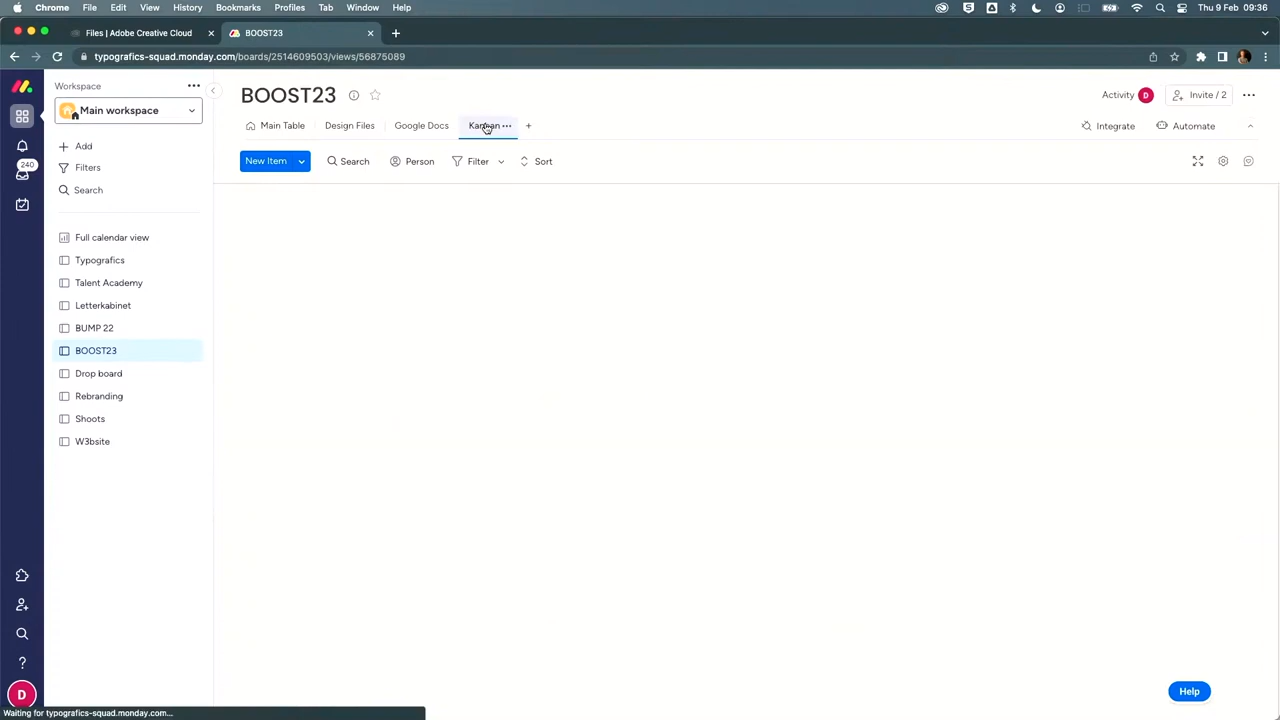 Chrome File Edit View History Bookmarks Profiles Tab Window Help Thu 9 Feb 09:36
Files | Adobe Creative Cloud BOOST23
typografics-squad.monday.com/boards/2514609503/views/56875089
Workspace
Main workspace
Add
Filters
Search
Full calendar view
Typografics
Talent Academy
Letterkabinet
BUMP 22
BOOST23
Drop board
Rebranding
Shoots
W3bsite
240
?
D
BOOST23
Activity D Invite / 2
Main Table Design Files Google Docs Kanban + Integrate Automate
New Item Search Person Filter Sort
Help
Waiting for typografics-squad.monday.com...